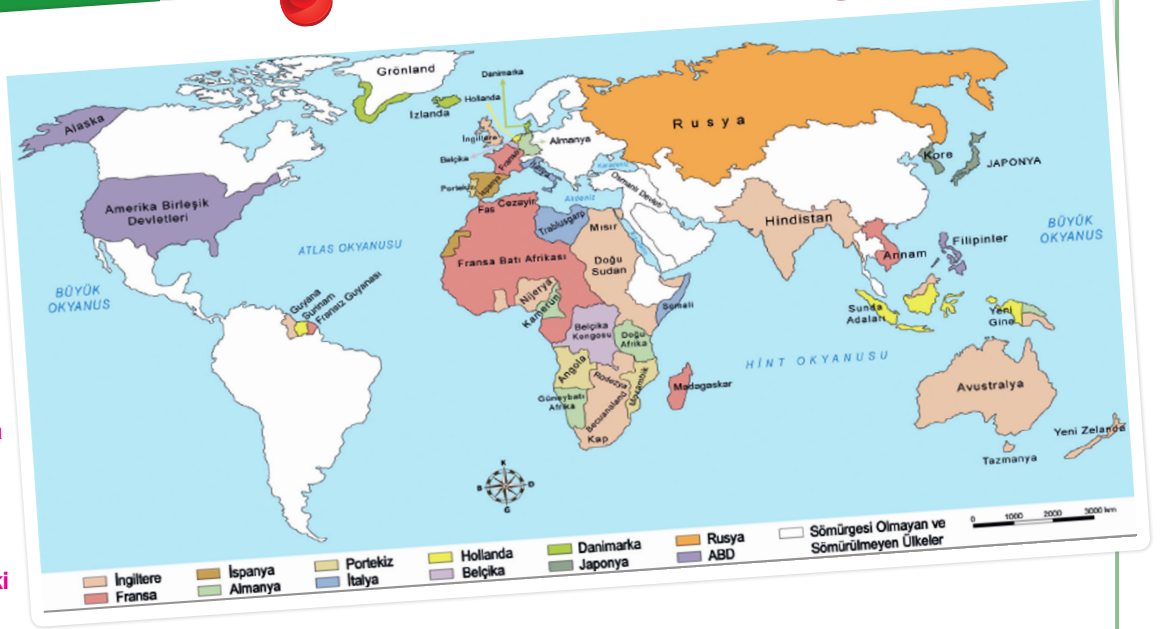 Grönland
Danimarka
Hollanda
İzlanda
Alaska
İngiltere
Almanya
Belçika
Fransa
Rusya
Kore
JAPONYA
Portekiz
İspanya
İtalya
Karadeniz
Akdeniz
Osmanlı Devleti
Amerika Birleşik
Devletleri
ATLAS OKYANUSU
Fas Cezayir
Trablusgarp
Mısır
Hindistan
BÜYÜK
OKYANUS
Filipinler
Annam
Fransa Batı Afrikası
Doğu
Sudan
BÜYÜK
OKYANUS
Guyana
Surinam
Fransız Guyanası
Nijerya
Kamerun
Somali
Sunda
Adaları
Yeni
Gine
Belçika
Kongosu
Doğu
Afrika
HİNT OKYANUSU
Angola
Rodezya
Mozambik
Madagaskar
Avustralya
Güneybatı
Afrika
Becuanaland
Kap
Yeni Zelanda
Tazmanya
K
B
D
G
0 1000 2000 3000 km
İngiltere
Fransa
İspanya
Almanya
Portekiz
İtalya
Hollanda
Belçika
Danimarka
Japonya
Rusya
ABD
Sömürgesi Olmayan ve
Sömürülmeyen Ülkeler